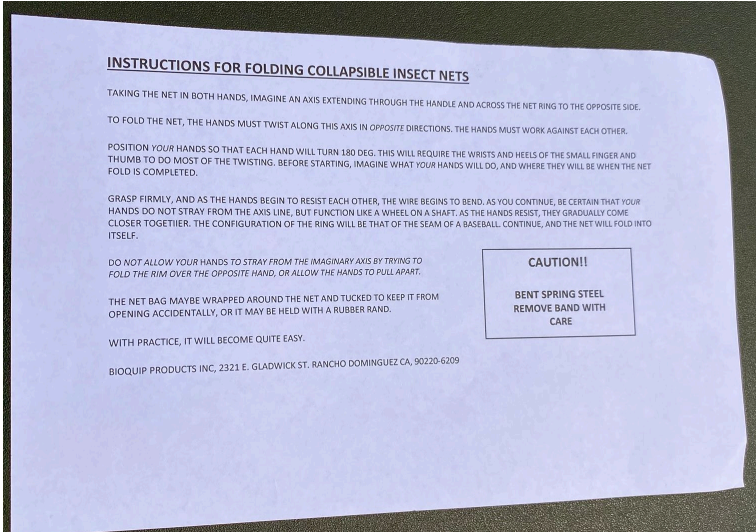 INSTRUCTIONS FOR FOLDING COLLAPSIBLE INSECT NETS
TAKING THE NET IN BOTH HANDS, IMAGINE AN AXIS EXTENDING THROUGH THE HANDLE AND ACROSS THE NET RING TO THE OPPOSITE SIDE.
TO FOLD THE NET, THE HANDS MUST TWIST ALONG THIS AXIS IN OPPOSITE DIRECTIONS. THE HANDS MUST WORK AGAINST EACH OTHER.
POSITION YOUR HANDS SO THAT EACH HAND WILL TURN 180 DEG. THIS WILL REQUIRE THE WRISTS AND HEELS OF THE SMALL FINGER AND
THUMB TO DO MOST OF THE TWISTING. BEFORE STARTING, IMAGINE WHAT YOUR HANDS WILL DO, AND WHERE THEY WILL BE WHEN THE NET
FOLD IS COMPLETED.
GRASP FIRMLY, AND AS THE HANDS BEGIN TO RESIST EACH OTHER, THE WIRE BEGINS TO BEND. AS YOU CONTINUE, BE CERTAIN THAT YOUR
HANDS DO NOT STRAY FROM THE AXIS LINE, BUT FUNCTION LIKE A WHEEL ON A SHAFT. AS THE HANDS RESIST, THEY GRADUALLY COME
CLOSER TOGETIIER. THE CONFIGURATION OF THE RING WILL BE THAT OF THE SEAM OF A BASEBALL. CONTINUE, AND THE NET WILL FOLD INTO
ITSELF.
DO NOT ALLOW YOUR HANDS TO STRAY FROM THE IMAGINARY AXIS BY TRYING TO
FOLD THE RIM OVER THE OPPOSITE HAND, OR ALLOW THE HANDS TO PULL APART.
THE NET BAG MAYBE WRAPPED AROUND THE NET AND TUCKED TO KEEP IT FROM
OPENING ACCIDENTALLY, OR IT MAY BE HELD WITH A RUBBER RAND.
WITH PRACTICE, IT WILL BECOME QUITE EASY.
BIOQUIP PRODUCTS INC, 2321 E. GLADWICK ST. RANCHO DOMINGUEZ CA, 90220-6209
CAUTION!!
BENT SPRING STEEL
REMOVE BAND WITH
CARE